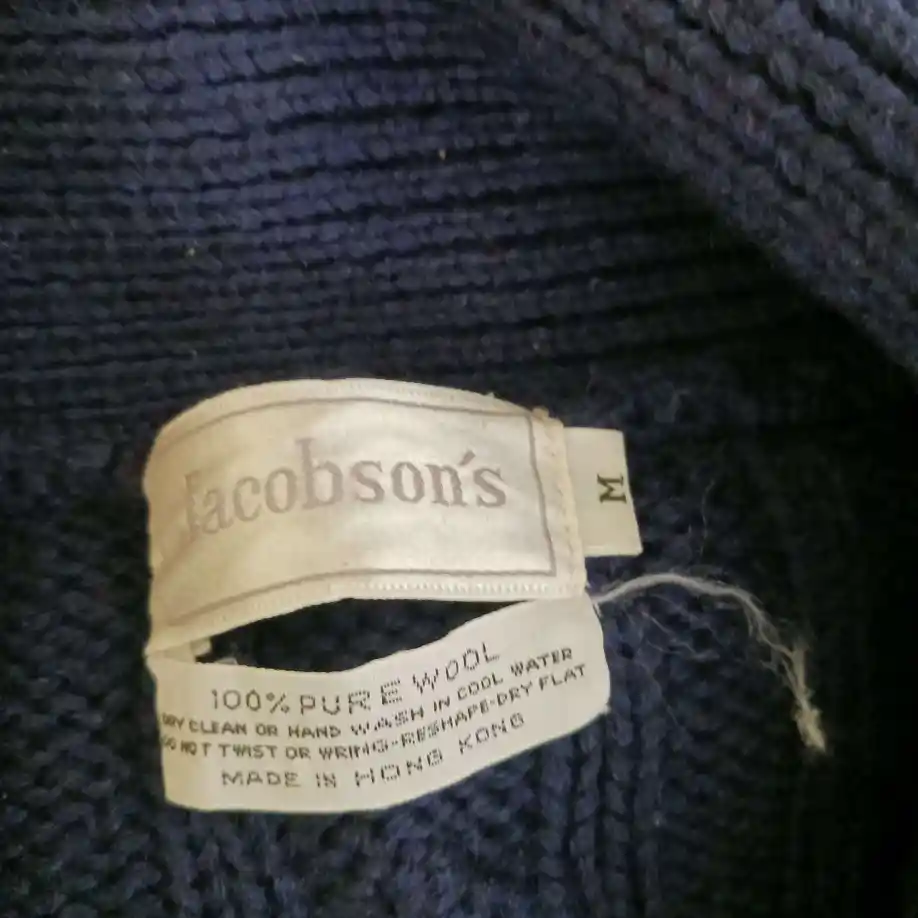 Jacobson's
M
100% PURE WOOL
DRY CLEAN OR HAND WASH IN COOL WATER
DO NOT TWIST OR WRING-RESHAPE-DRY FLAT
MADE IN HONG KONG